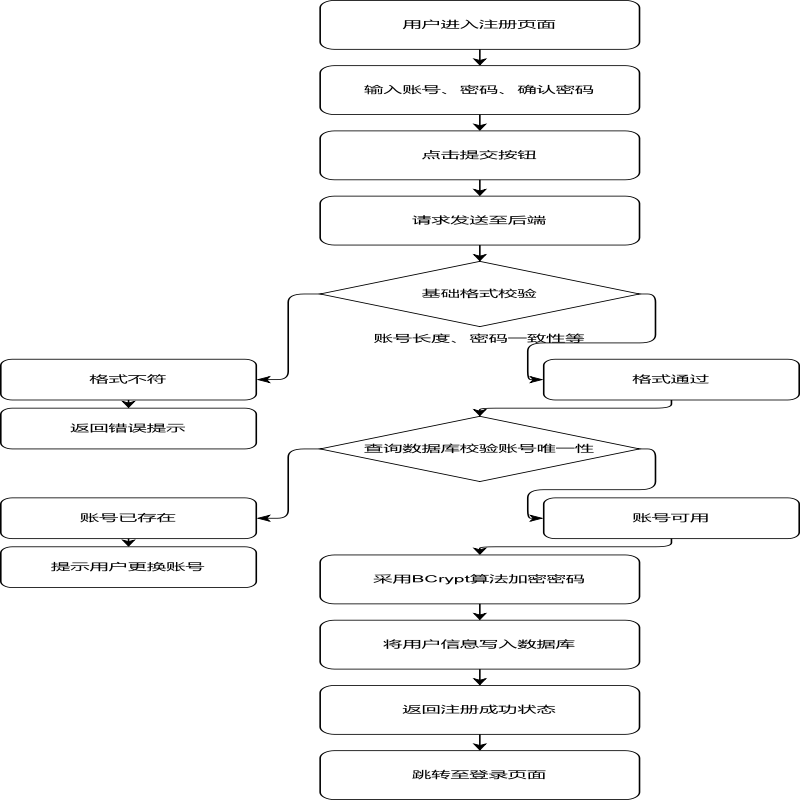 用户进入注册页面
输入账号、密码、确认密码
点击提交按钮
请求发送至后端
基础格式校验
账号长度、密码一致性等
格式不符
格式通过
返回错误提示
查询数据库校验账号唯一性
账号已存在
账号可用
提示用户更换账号
采用BCrypt算法加密密码
将用户信息写入数据库
返回注册成功状态
跳转至登录页面